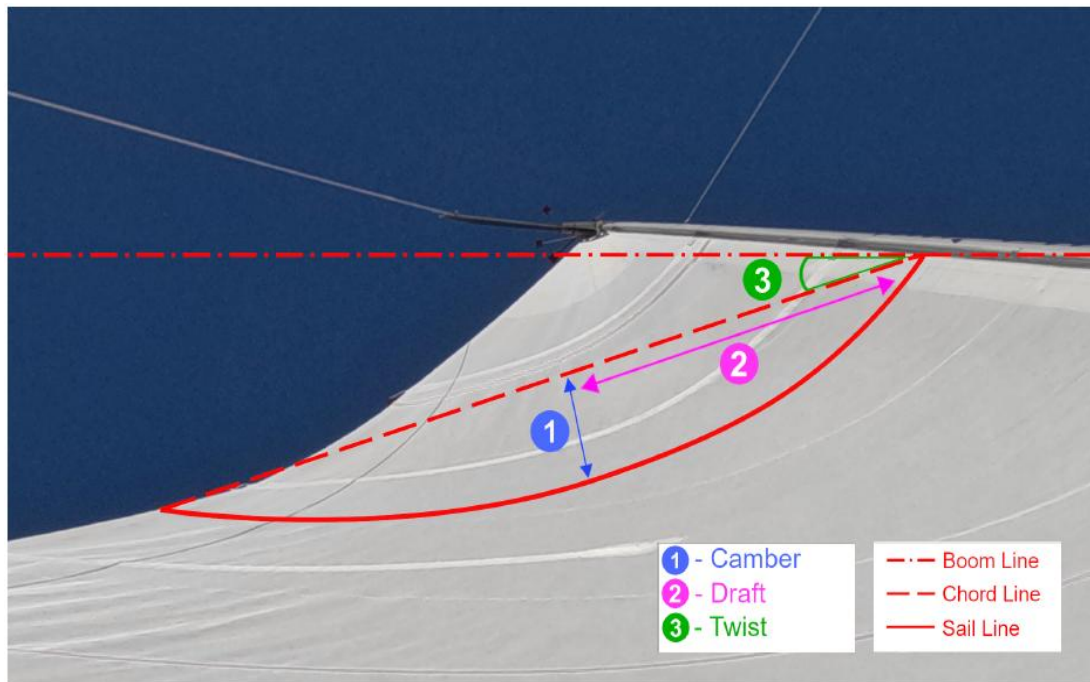 3
2
1
1 - Camber
2 - Draft
3 - Twist
Boom Line
Chord Line
Sail Line